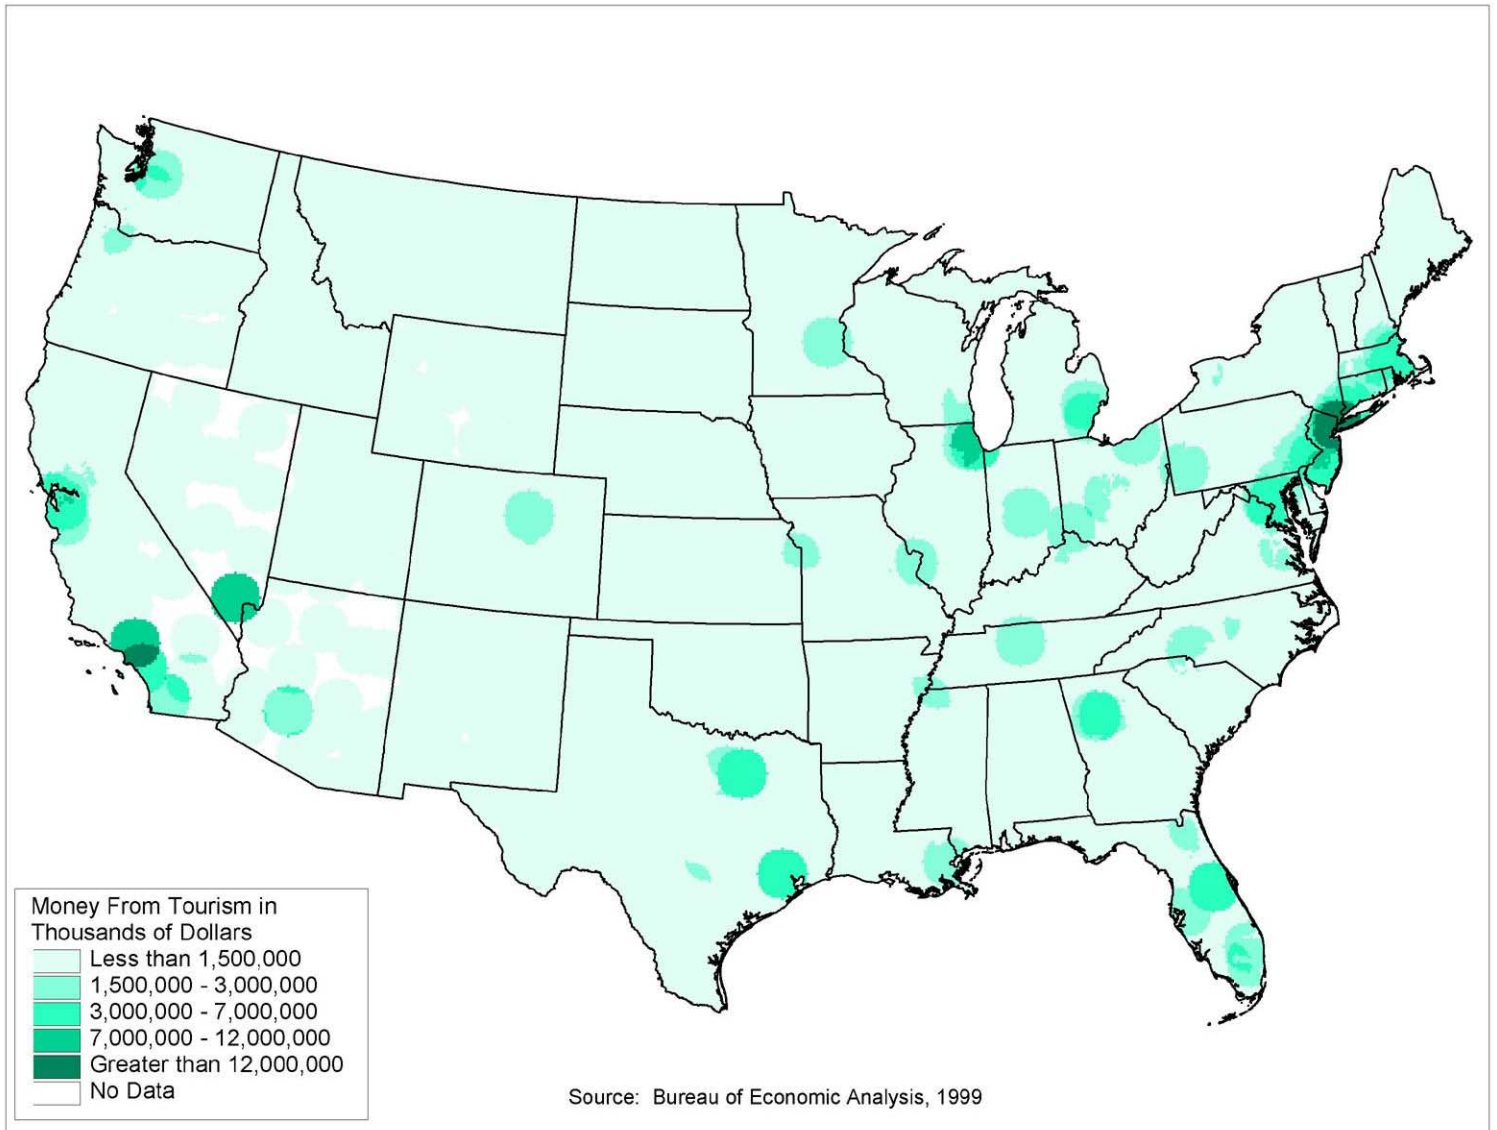 Money From Tourism in
Thousands of Dollars
Less than 1,500,000
1,500,000 - 3,000,000
3,000,000 - 7,000,000
7,000,000 - 12,000,000
Greater than 12,000,000
No Data
Source:  Bureau of Economic Analysis, 1999